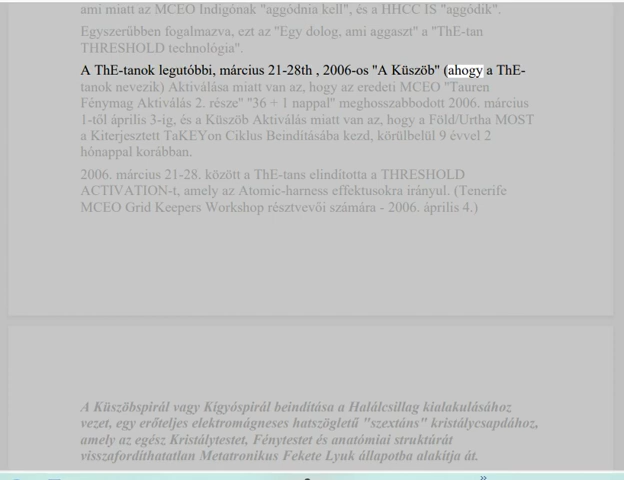 ami miatt az MCEO Indigónak "aggódnia kell", és a HHCC IS "aggódik".
Egyszerűbben fogalmazva, ezt az "Egy dolog, ami aggaszt" a "ThE-tan
THRESHOLD technológia".
A ThE-tanok legutóbbi, március 21-28th , 2006-os "A Küszöb" (ahogy a ThE-
tanok nevezik) Aktiválása miatt van az, hogy az eredeti MCEO "Tauren
Fénymag Aktiválás 2. része" "36 + 1 nappal" meghosszabbodott 2006. március
1-től április 3-ig, és a Küszöb Aktiválás miatt van az, hogy a Föld/Urtha MOST
a Kiterjesztett TaKEYon Ciklus Beindításába kezd, körülbelül 9 évvel 2
hónappal korábban.
2006. március 21-28. között a ThE-tans elindította a THRESHOLD
ACTIVATION-t, amely az Atomic-harness effektusokra irányul. (Tenerife
MCEO Grid Keepers Workshop résztvevői számára - 2006. április 4.)
A Küszöbspirál vagy Kígyóspirál beindítása a Halálcsillag kialakulásához
vezet, egy erőteljes elektromágneses hatszögletű "szextáns" kristálycsapdához,
amely az egész Kristálytestet, Fénytestet és anatómiai struktúrát
visszafordíthatatlan Metatronikus Fekete Lyuk állapotba alakítja át.